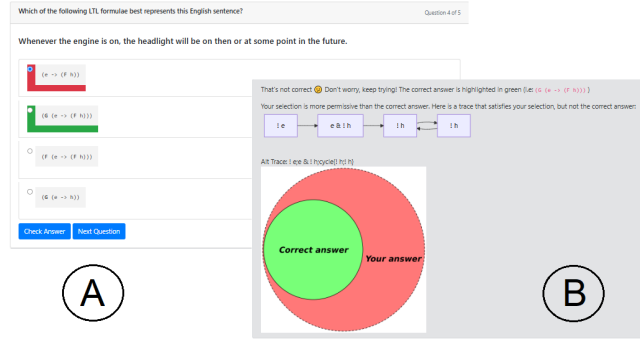 Which of the following LTL formulae best represents this English sentence?
Question 4 of 5
Whenever the engine is on, the headlight will be on then or at some point in the future.
(e -> (F h))
(G (e -> (F h)))
(F (e -> (F h)))
(G (e -> h))
Check Answer
Next Question
A
That's not correct 😟 Don't worry, keep trying! The correct answer is highlighted in green (i.e: (G (e -> (F h))) )
Your selection is more permissive than the correct answer. Here is a trace that satisfies your selection, but not the correct answer:
! e
e & ! h
! h
! h
Alt Trace: ! e;e & ! h;cycle{! h;! h}
Correct answer
Your answer
B